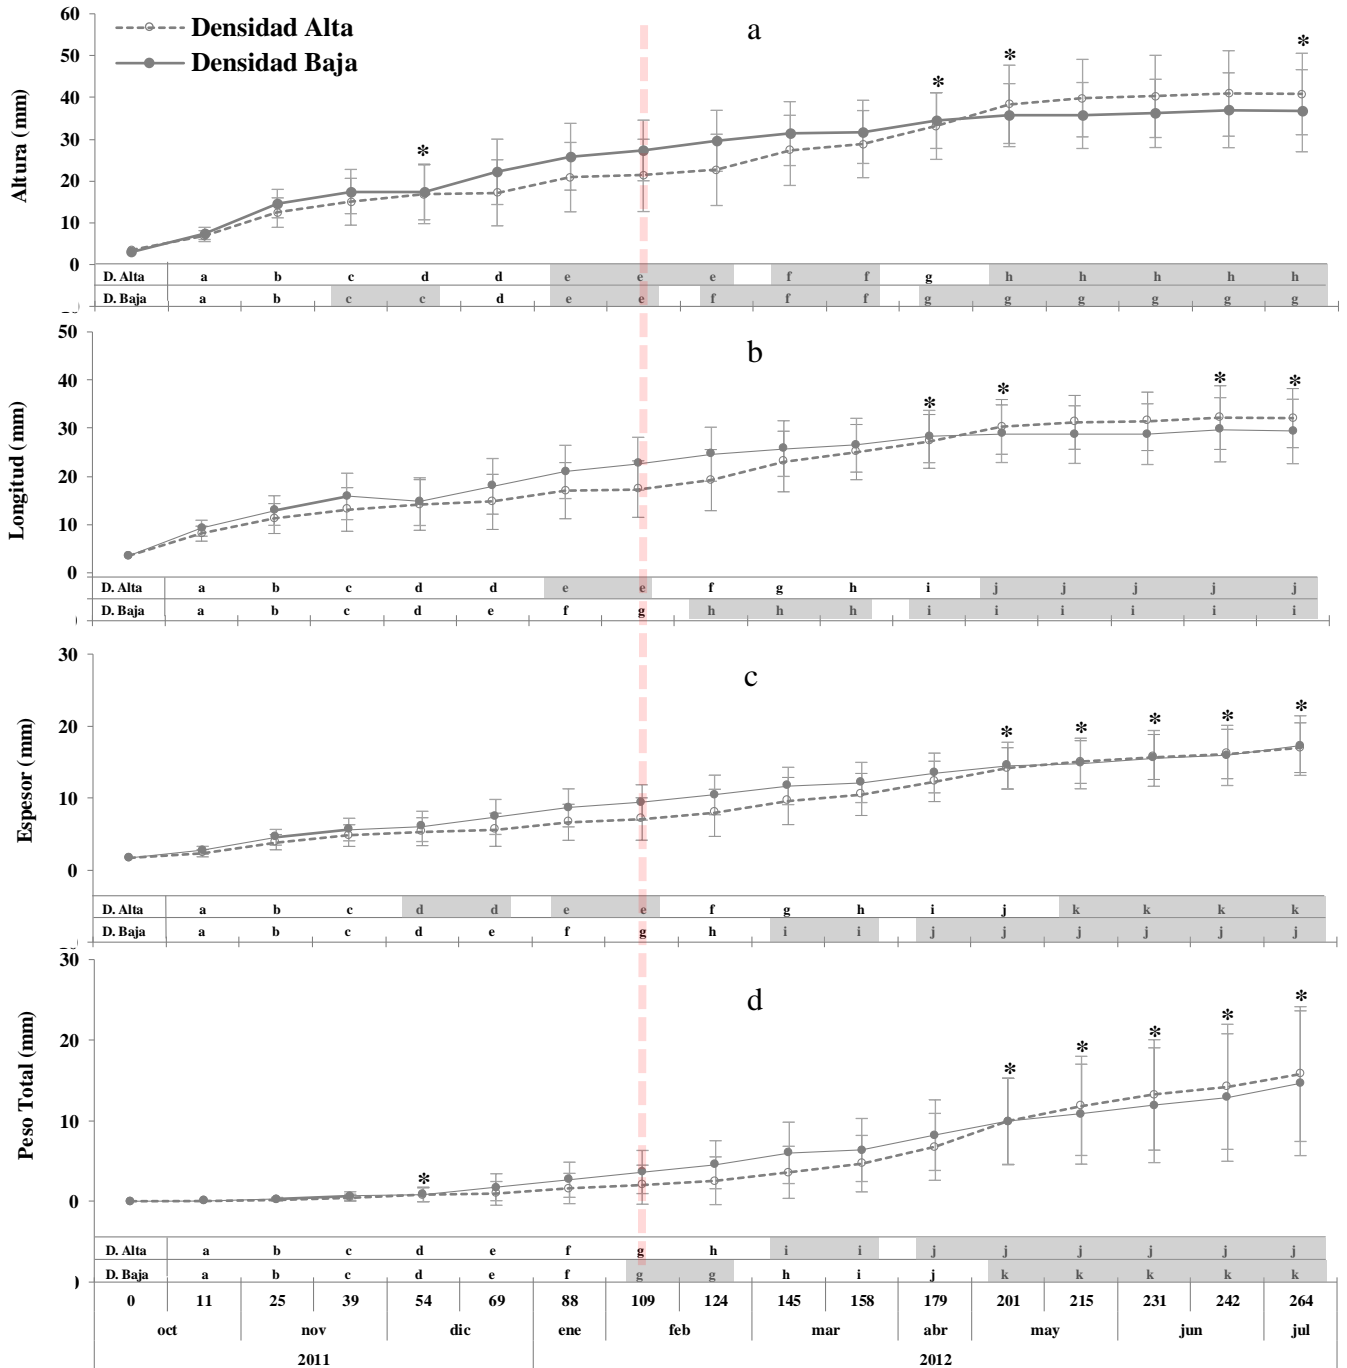 60
Densidad Alta
a
*
*
*
*
50
Densidad Baja
40
30
20
10
0
Altura (mm)
D. Alta a b c d d e e e f f g h h h h h
D. Baja a b c c d e e f f f g g g g g g
50
b
*
*
*
*
40
30
20
10
0
Longitud (mm)
D. Alta a b c d d e e f g h i j j j j j
D. Baja a b c d e f g h h h i i i i i i
30
c
*
*
*
*
*
20
10
0
Espesor (mm)
D. Alta a b c d d e e f g h i j k k k k
D. Baja a b c d e f g h i i j j j j j j
30
d
*
*
*
*
*
*
20
10
0
Peso Total (mm)
D. Alta a b c d e f g h i i j j j j j j
D. Baja a b c d e f g g h i j k k k k k
0 11 25 39 54 69 88 109 124 145 158 179 201 215 231 242 264
oct nov dic ene feb mar abr may jun jul
2011 2012